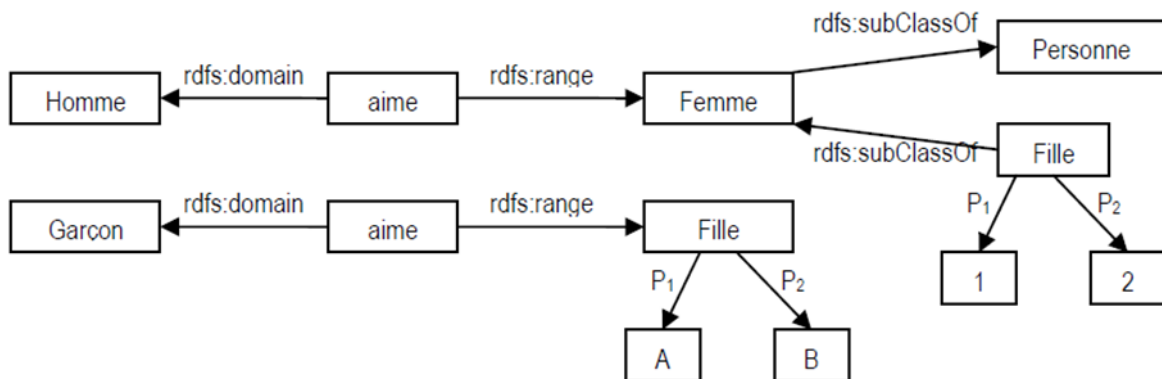 rdfs:subClassOf
Personne
rdfs:domain
rdfs:range
Homme
aime
Femme
rdfs:subClassOf
Fille
rdfs:domain
rdfs:range
P₁
P₂
Garçon
aime
Fille
P₁
P₂
1
2
A
B